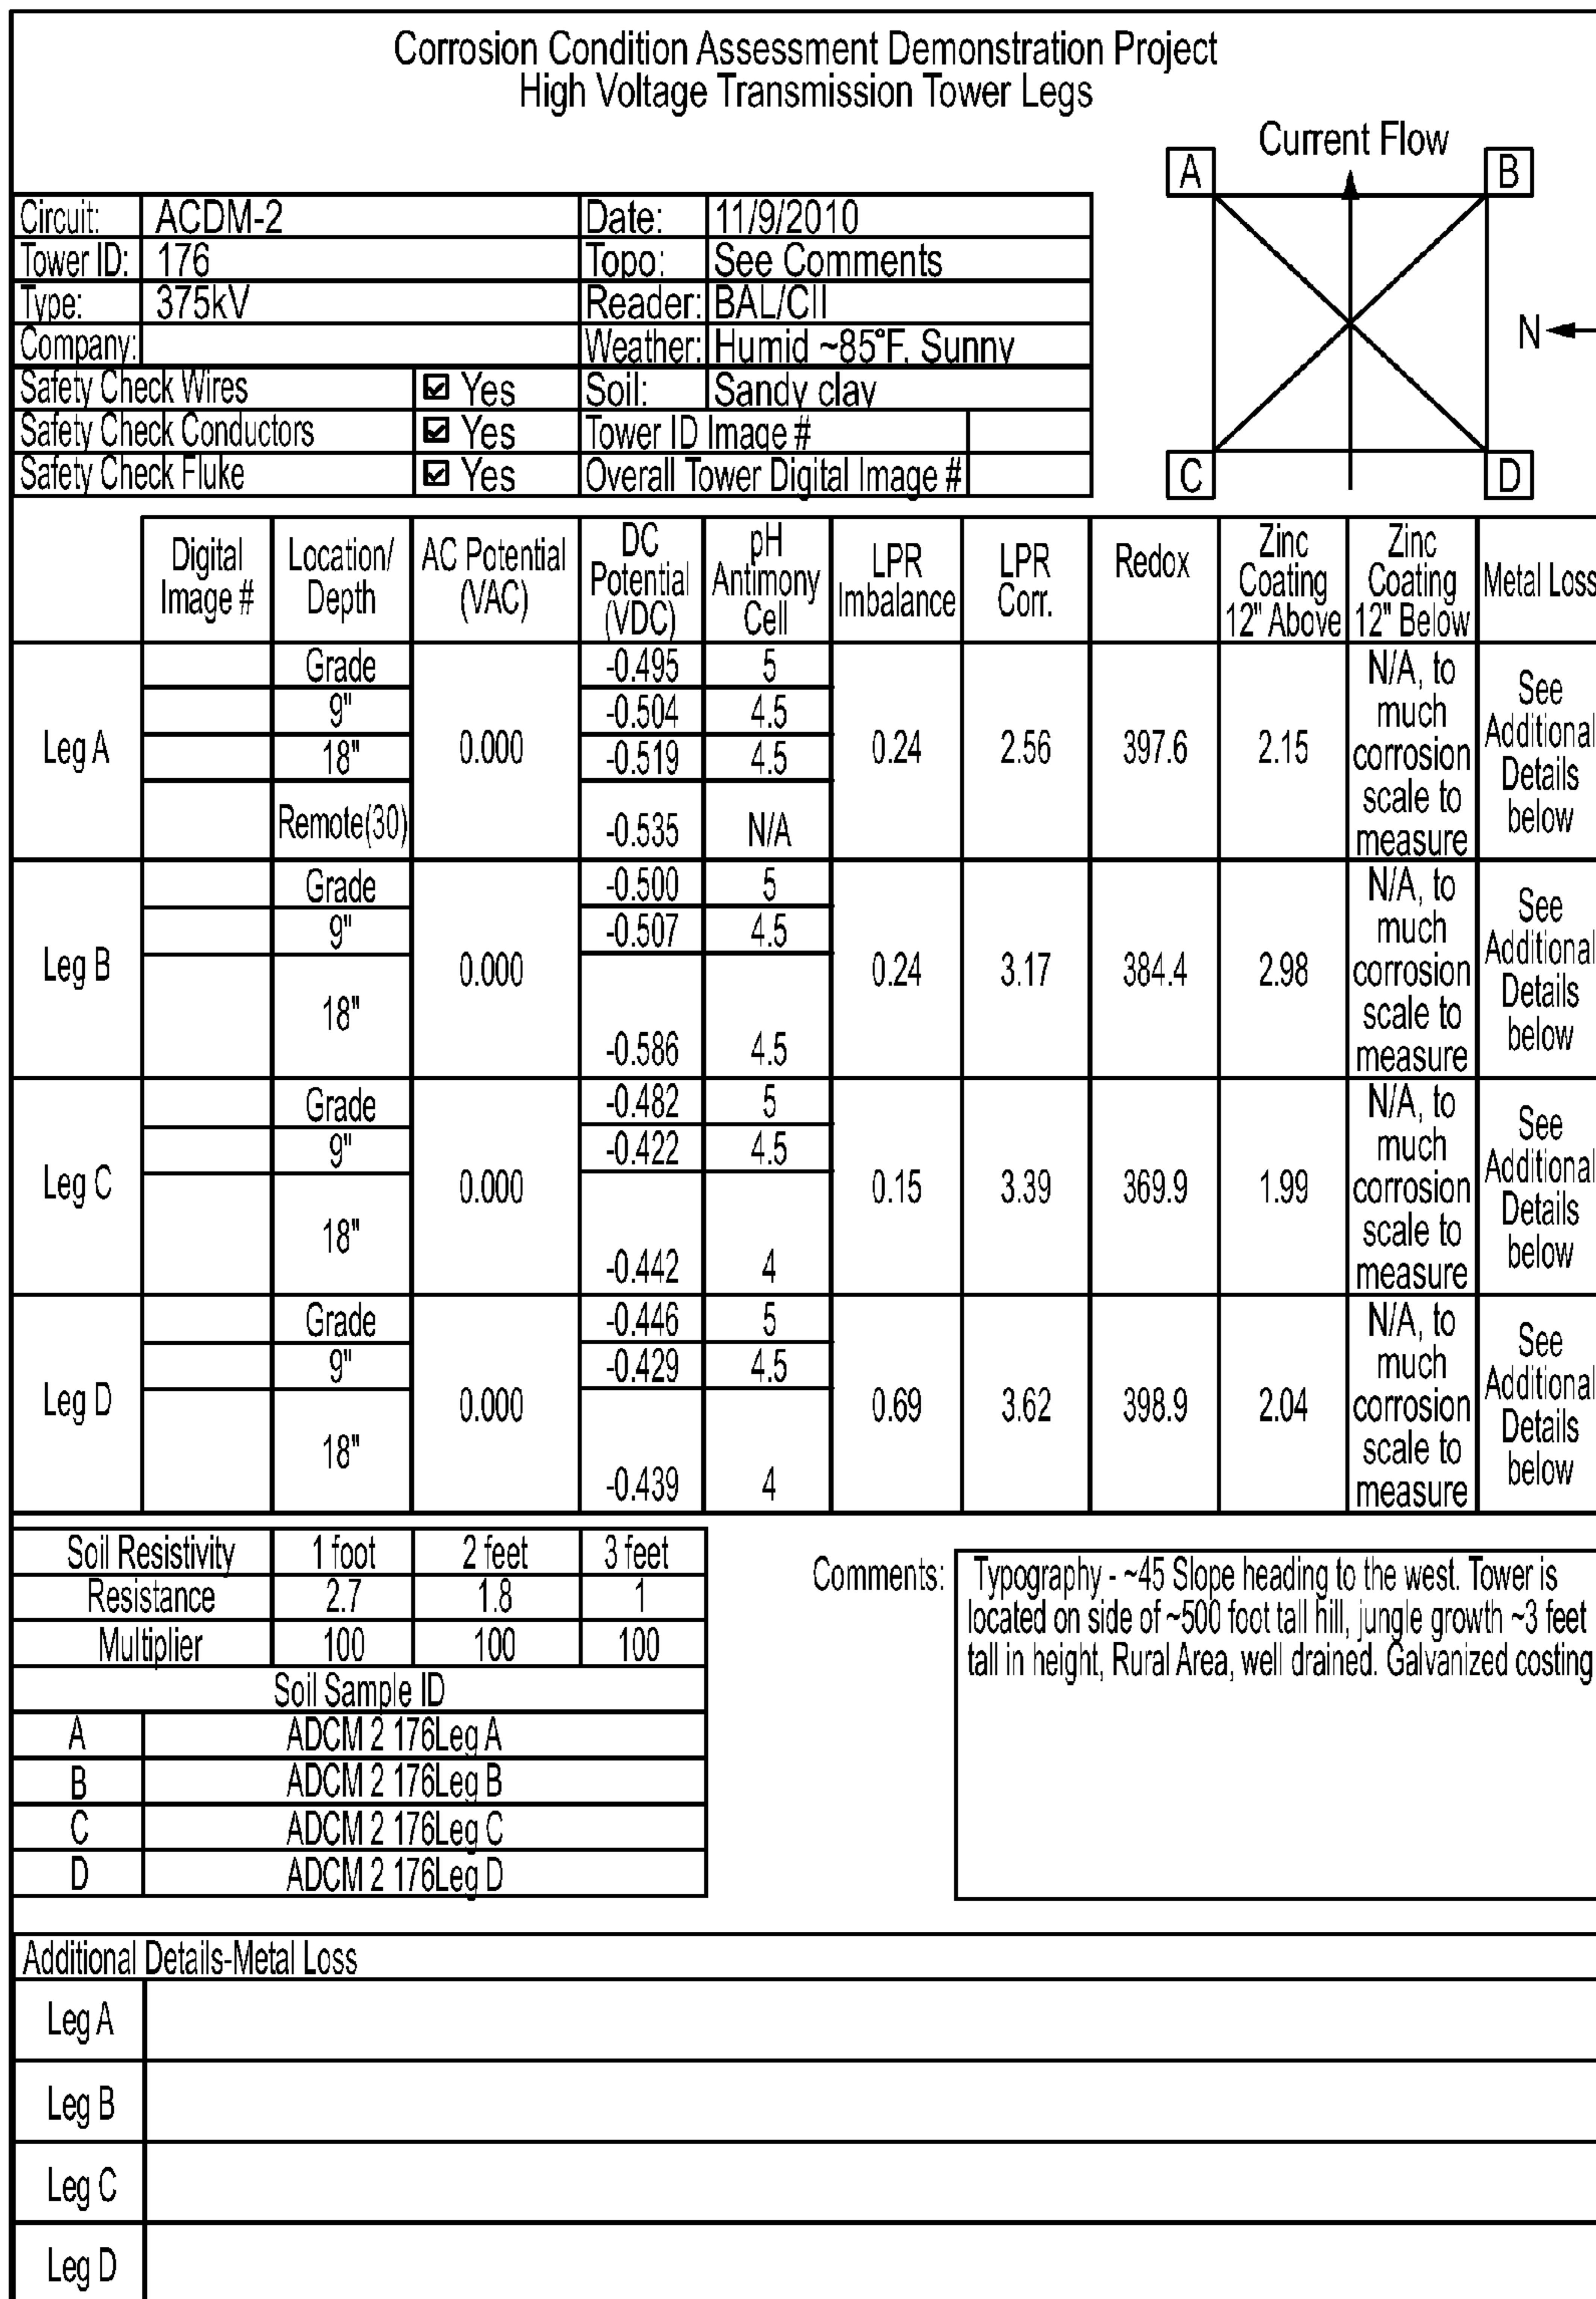 Corrosion Condition Assessment Demonstration Project
High Voltage Transmission Tower Legs
Current Flow
A B
N
C D
Circuit: ACDM-2 Date: 11/9/2010
Tower ID: 176 Topo: See Comments
Type: 375kV Reader: BAL/CII
Company: Weather: Humid ~85°F, Sunny
Safety Check Wires ☑ Yes Soil: Sandy clay
Safety Check Conductors ☑ Yes Tower ID Image #
Safety Check Fluke ☑ Yes Overall Tower Digital Image #
Digital Image # Location/ Depth AC Potential (VAC) DC Potential (VDC) pH Antimony Cell LPR Imbalance LPR Corr. Redox Zinc Coating 12" Above Zinc Coating 12" Below Metal Loss
Leg A 0.000 0.24 2.56 397.6 2.15 N/A, to much corrosion scale to measure See Additional Details below
Grade -0.495 5
9" -0.504 4.5
18" -0.519 4.5
Remote(30) -0.535 N/A
Leg B 0.000 0.24 3.17 384.4 2.98 N/A, to much corrosion scale to measure See Additional Details below
Grade -0.500 5
9" -0.507 4.5
18" -0.586 4.5
Leg C 0.000 0.15 3.39 369.9 1.99 N/A, to much corrosion scale to measure See Additional Details below
Grade -0.482 5
9" -0.422 4.5
18" -0.442 4
Leg D 0.000 0.69 3.62 398.9 2.04 N/A, to much corrosion scale to measure See Additional Details below
Grade -0.446 5
9" -0.429 4.5
18" -0.439 4
Soil Resistivity 1 foot 2 feet 3 feet
Resistance 2.7 1.8 1
Multiplier 100 100 100
Soil Sample ID
A ADCM 2 176Leg A
B ADCM 2 176Leg B
C ADCM 2 176Leg C
D ADCM 2 176Leg D
Comments: Typography - ~45 Slope heading to the west. Tower is
located on side of ~500 foot tall hill, jungle growth ~3 feet
tall in height, Rural Area, well drained. Galvanized costing
Additional Details-Metal Loss
Leg A
Leg B
Leg C
Leg D